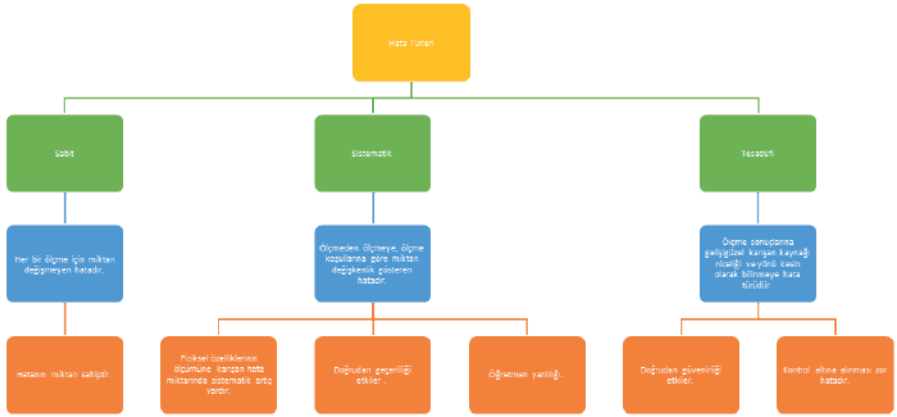 Hata Türleri
Sabit
Sistematik
Tesadüfi
Her bir ölçme için miktarı
değişmeyen hatadır.
Ölçmeden ölçmeye, ölçme
koşullarına göre miktarı
değişkenlik gösteren
hatadır.
Ölçme sonuçlarına
gelişigüzel karışan kaynağı
niceliği ve yönü kesin
olarak bilinmeye hata
türüdür.
Hatanın miktarı sahiptir.
Fiziksel özelliklerinin
ölçümüne karışan hata
miktarında sistematik artış
vardır.
Doğrudan geçerliliği
etkiler .
Öğretmen yanlılığı.
Doğrudan güvenirliği
etkiler.
Kontrol altına alınması zor
hatadır.